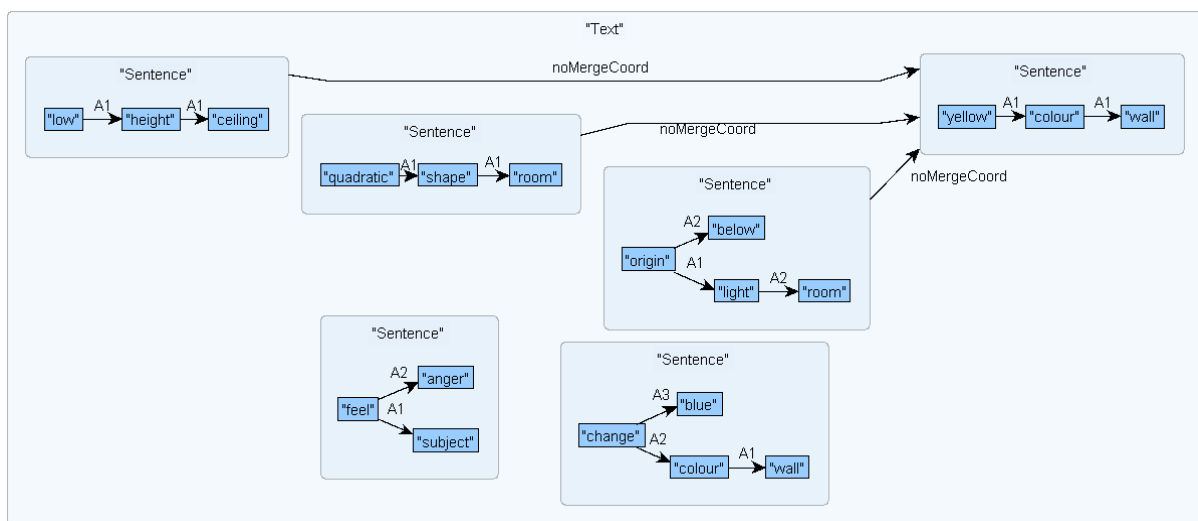 "Text"
"Sentence"
"low" A1 "height" A1 "ceiling"
noMergeCoord
"Sentence"
"yellow" A1 "colour" A1 "wall"
"Sentence"
"quadratic" A1 "shape" A1 "room"
noMergeCoord
"Sentence"
A2 "below"
"origin"
A1
"light" A2 "room"
noMergeCoord
"Sentence"
A2 "anger"
"feel"
A1
"subject"
"Sentence"
A3 "blue"
"change"
A2
"colour" A1 "wall"